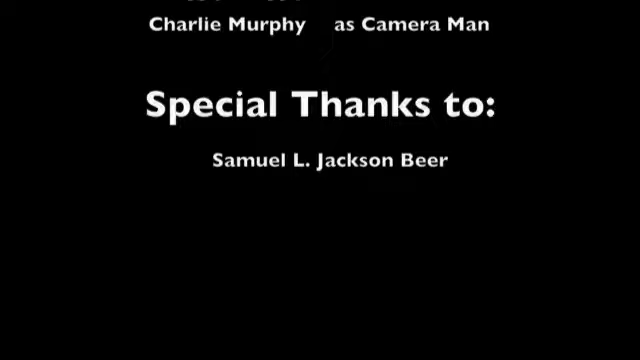 Charlie Murphy as Camera Man
Special Thanks to:
Samuel L. Jackson Beer